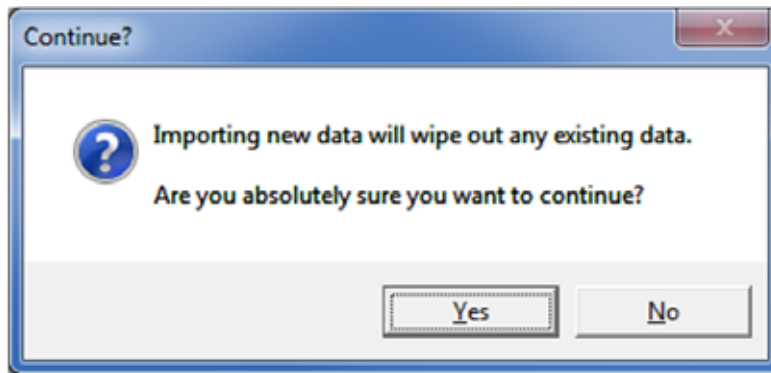 Continue?
Importing new data will wipe out any existing data.
Are you absolutely sure you want to continue?
Yes
No